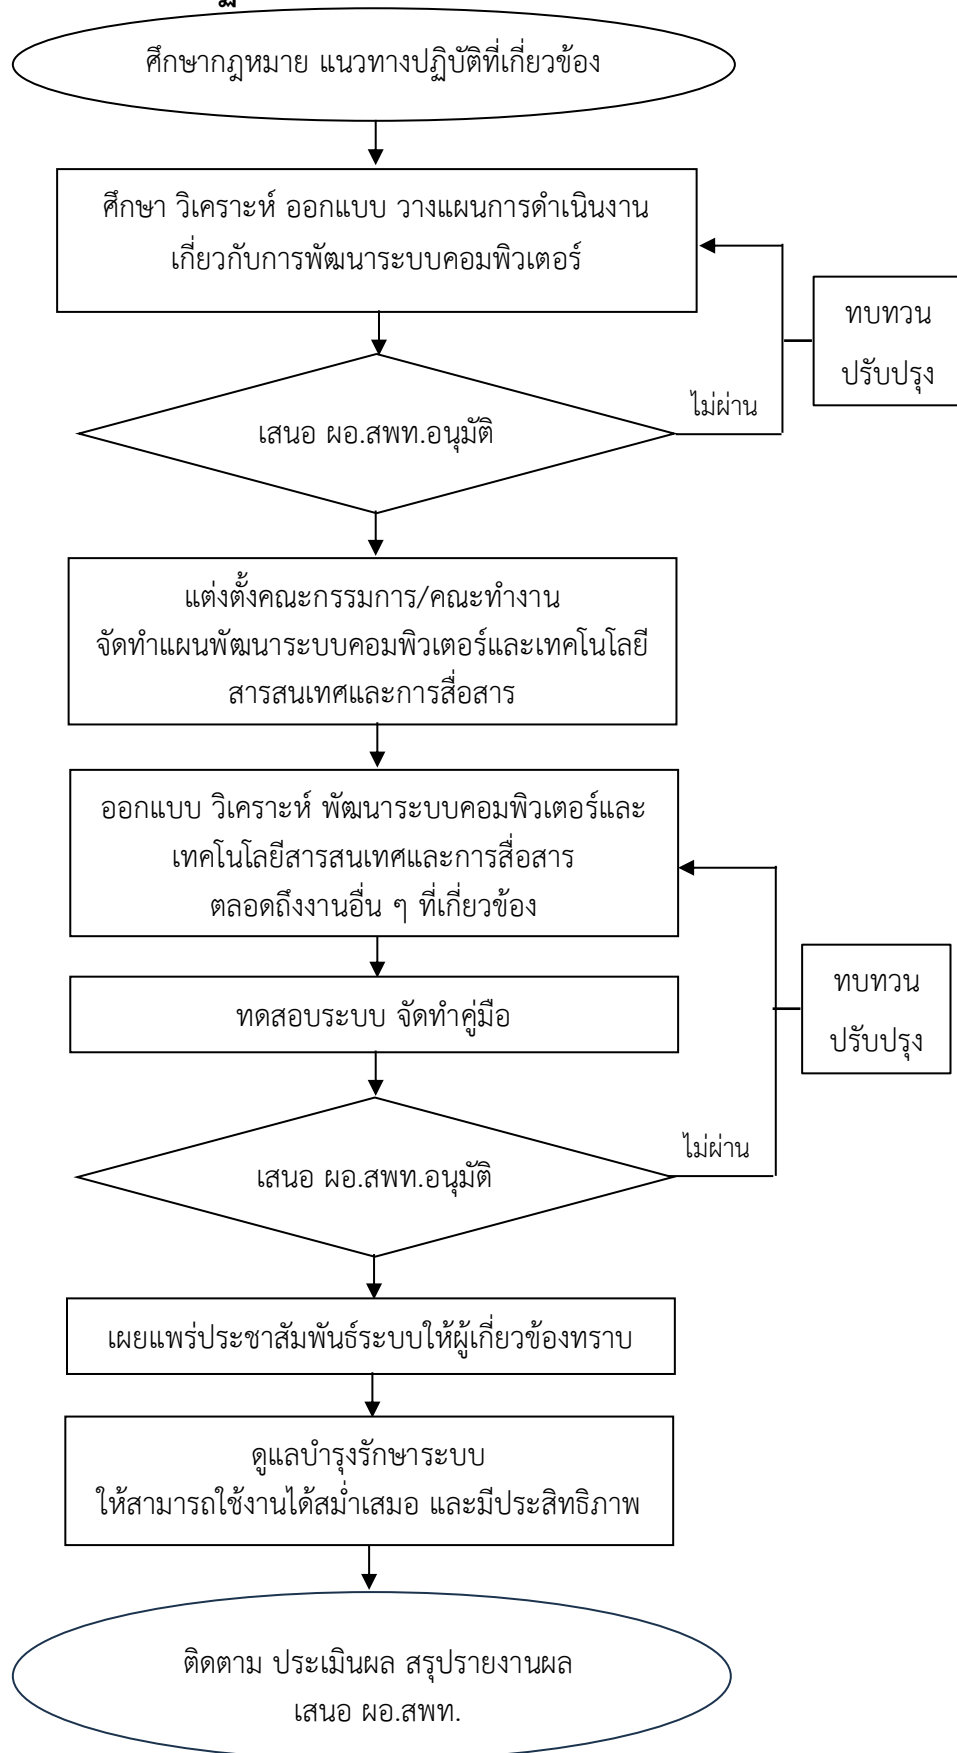 ศึกษากฎหมาย แนวทางปฏิบัติที่เกี่ยวข้อง
ศึกษา วิเคราะห์ ออกแบบ วางแผนการดำเนินงาน
เกี่ยวกับการพัฒนาระบบคอมพิวเตอร์
ทบทวน
ปรับปรุง
ไม่ผ่าน
เสนอ ผอ.สพท.อนุมัติ
แต่งตั้งคณะกรรมการ/คณะทำงาน
จัดทำแผนพัฒนาระบบคอมพิวเตอร์และเทคโนโลยี
สารสนเทศและการสื่อสาร
ออกแบบ วิเคราะห์ พัฒนาระบบคอมพิวเตอร์และ
เทคโนโลยีสารสนเทศและการสื่อสาร
ตลอดถึงงานอื่น ๆ ที่เกี่ยวข้อง
ทบทวน
ปรับปรุง
ทดสอบระบบ จัดทำคู่มือ
ไม่ผ่าน
เสนอ ผอ.สพท.อนุมัติ
เผยแพร่ประชาสัมพันธ์ระบบให้ผู้เกี่ยวข้องทราบ
ดูแลบำรุงรักษาระบบ
ให้สามารถใช้งานได้สม่ำเสมอ และมีประสิทธิภาพ
ติดตาม ประเมินผล สรุปรายงานผล
เสนอ ผอ.สพท.